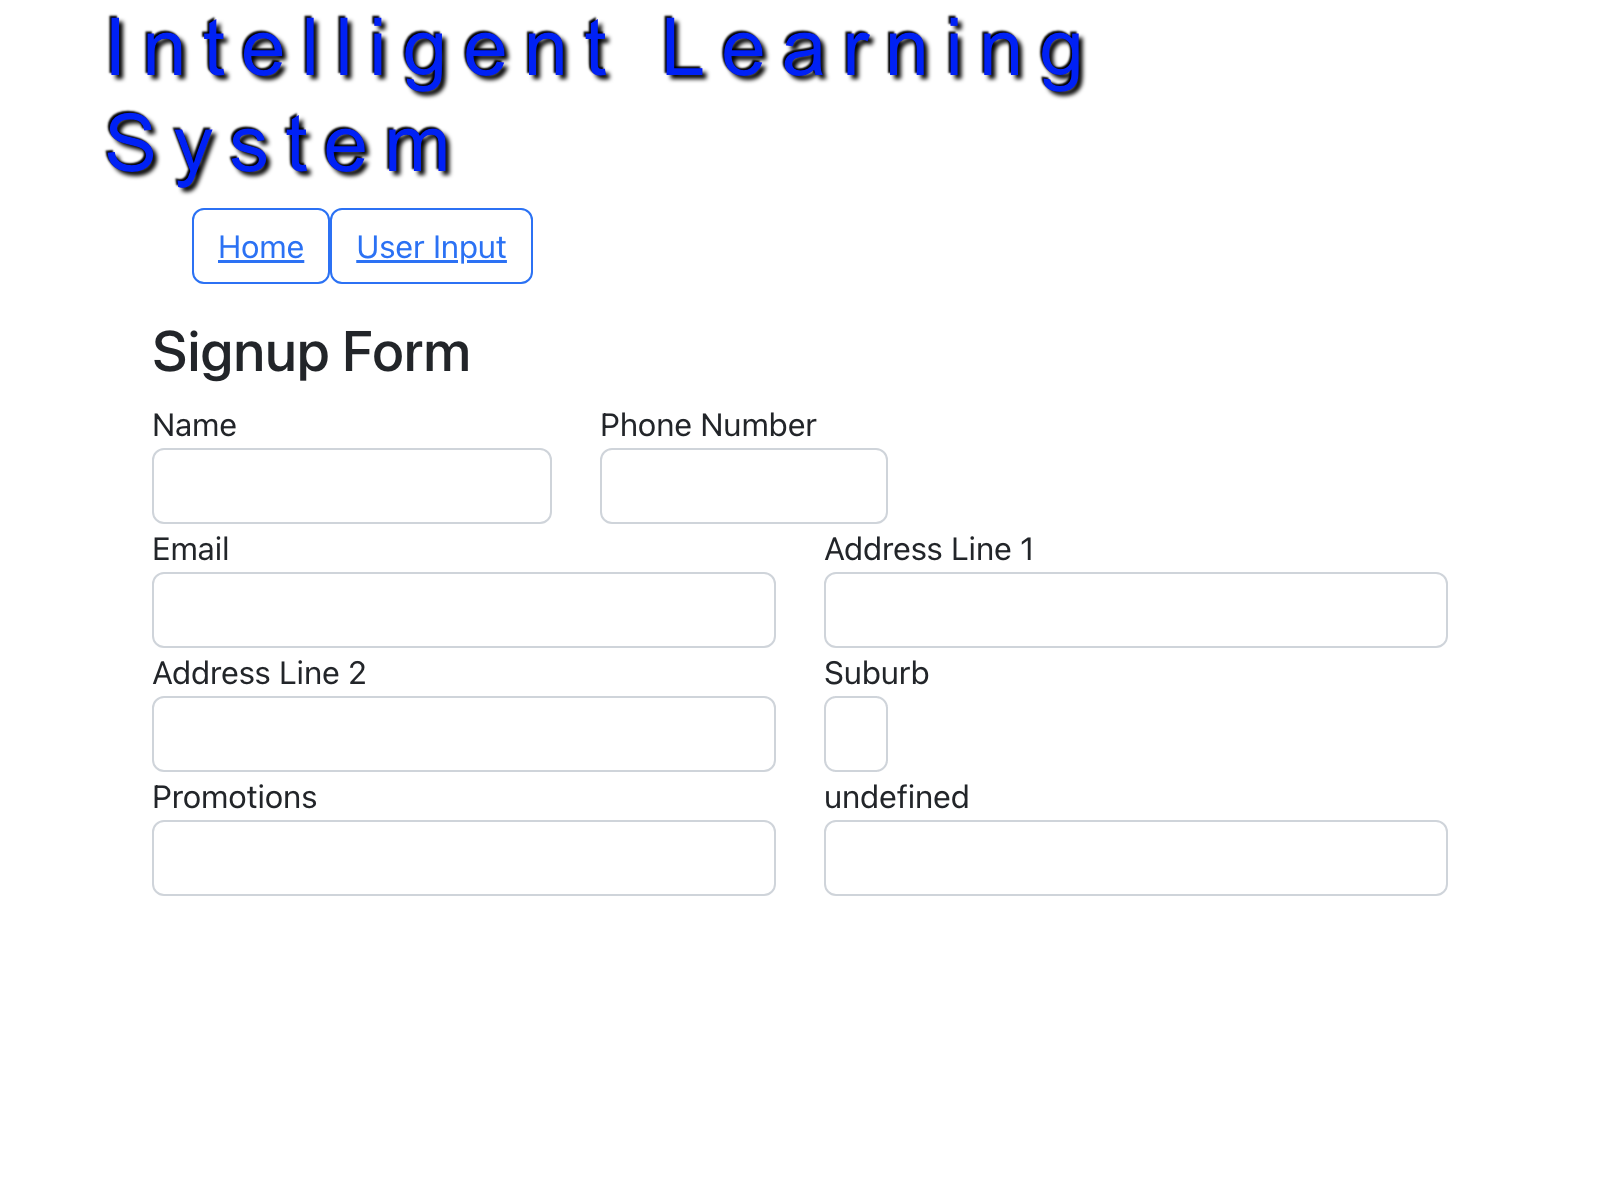 Intelligent Learning
System
Home User Input
Signup Form
Name Phone Number
Email Address Line 1
Address Line 2 Suburb
Promotions undefined